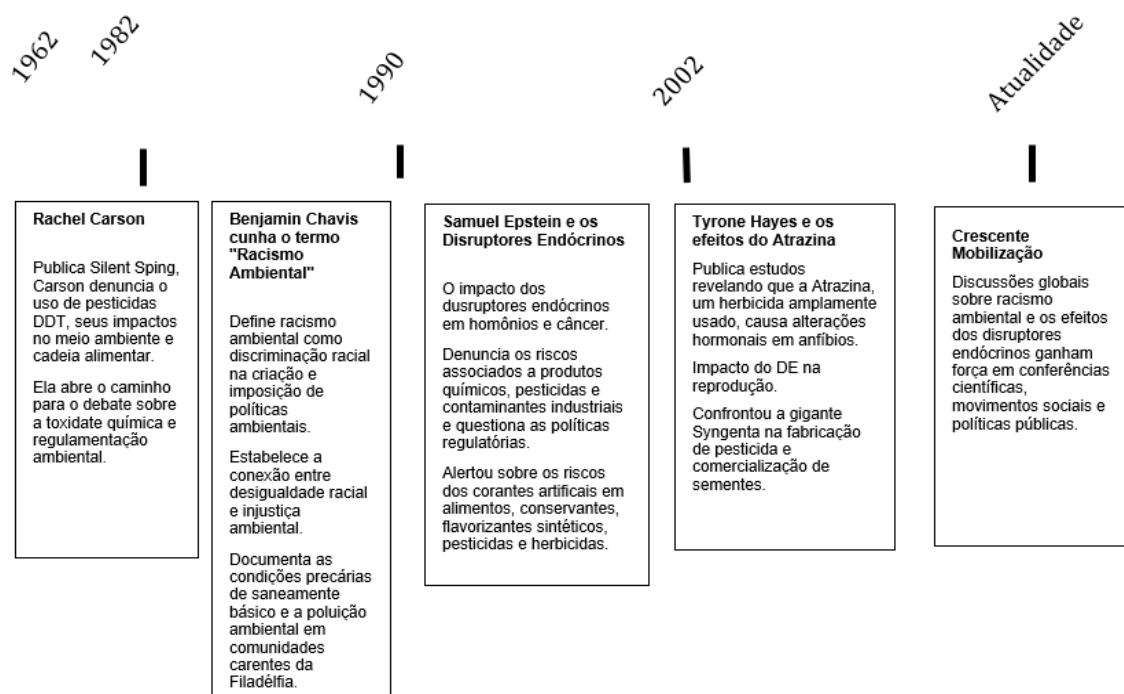 1962
1982
1990
2002
Atualidade
Rachel Carson
Publica Silent Sping,
Carson denuncia o
uso de pesticidas
DDT, seus impactos
no meio ambiente e
cadeia alimentar.
Ela abre o caminho
para o debate sobre
a toxidate química e
regulamentação
ambiental.
Benjamin Chavis
cunha o termo
"Racismo
Ambiental"
Define racismo
ambiental como
discriminação racial
na criação e
imposição de
políticas
ambientais.
Estabelece a
conexão entre
desigualdade racial
e injustiça
ambiental.
Documenta as
condições precárias
de saneamente
básico e a poluição
ambiental em
comunidades
carentes da
Filadélfia.
Samuel Epstein e os
Disruptores Endócrinos
O impacto dos
dusruptores endócrinos
em homônios e câncer.
Denuncia os riscos
associados a produtos
químicos, pesticidas e
contaminantes industriais
e questiona as políticas
regulatórias.
Alertou sobre os riscos
dos corantes artificais em
alimentos, conservantes,
flavorizantes sintéticos,
pesticidas e herbicidas.
Tyrone Hayes e os
efeitos do Atrazina
Publica estudos
revelando que a Atrazina,
um herbicida amplamente
usado, causa alterações
hormonais em anfíbios.
Impacto do DE na
reprodução.
Confrontou a gigante
Syngenta na fabricação
de pesticida e
comercialização de
sementes.
Crescente
Mobilização
Discussões globais
sobre racismo
ambiental e os efeitos
dos disruptores
endócrinos ganham
força em conferências
científicas,
movimentos sociais e
políticas públicas.